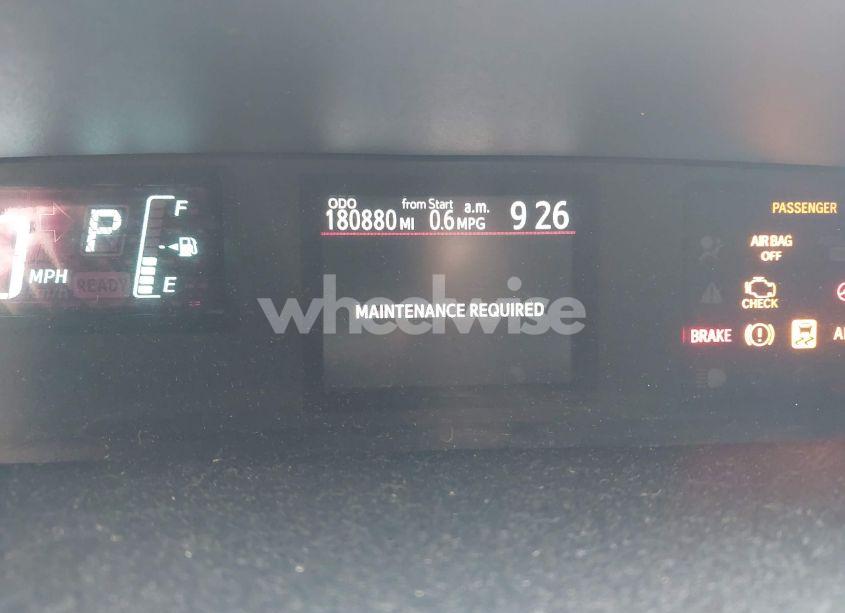 ODO from Start a.m.
180880 MI 0.6 MPG 9 26
P F
MPH READY E
MAINTENANCE REQUIRED
wheelwise
PASSENGER
AIR BAG
OFF
CHECK
BRAKE